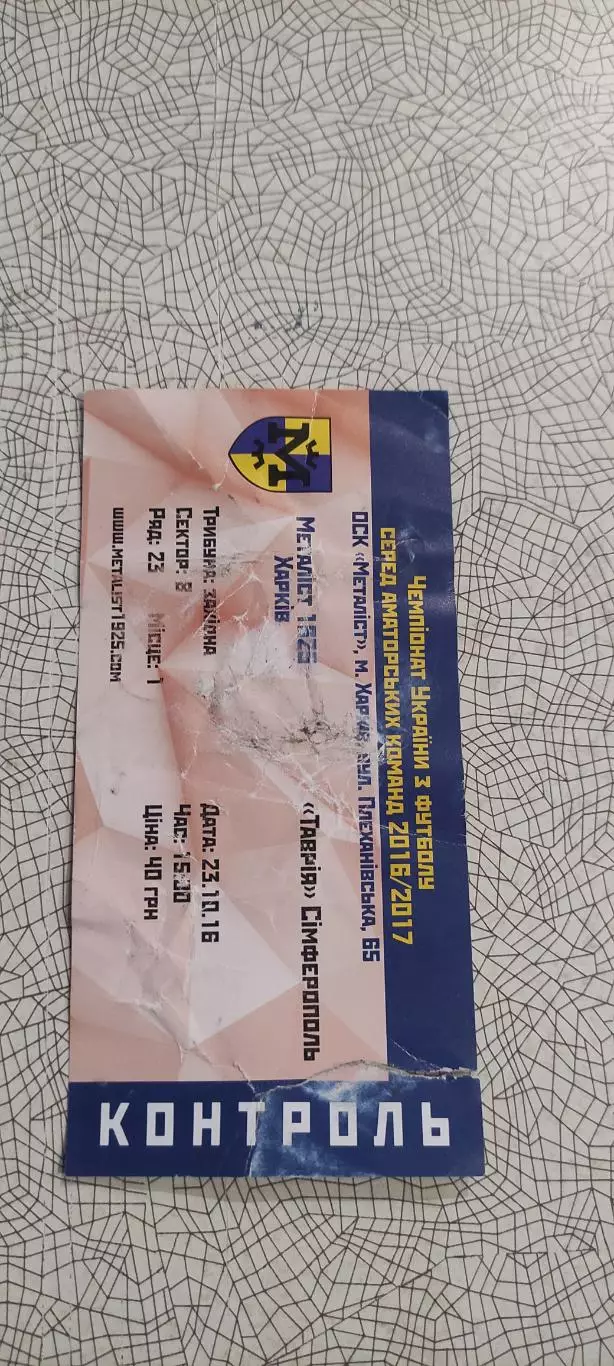 Чемпіонат України з футболу
серед аматорських команд 2016/2017
ОСК «Металіст», м. Харків, вул. Плеханівська, 65
М
Металіст 1925
Харків
«Таврія» Сімферополь
Трибуна: Західна
Сектор: 8
Ряд: 23 Місце: 1
www.metalist1925.com
Дата: 23.10.16
Час: 15:00
Ціна: 40 грн
КОНТРОЛЬ